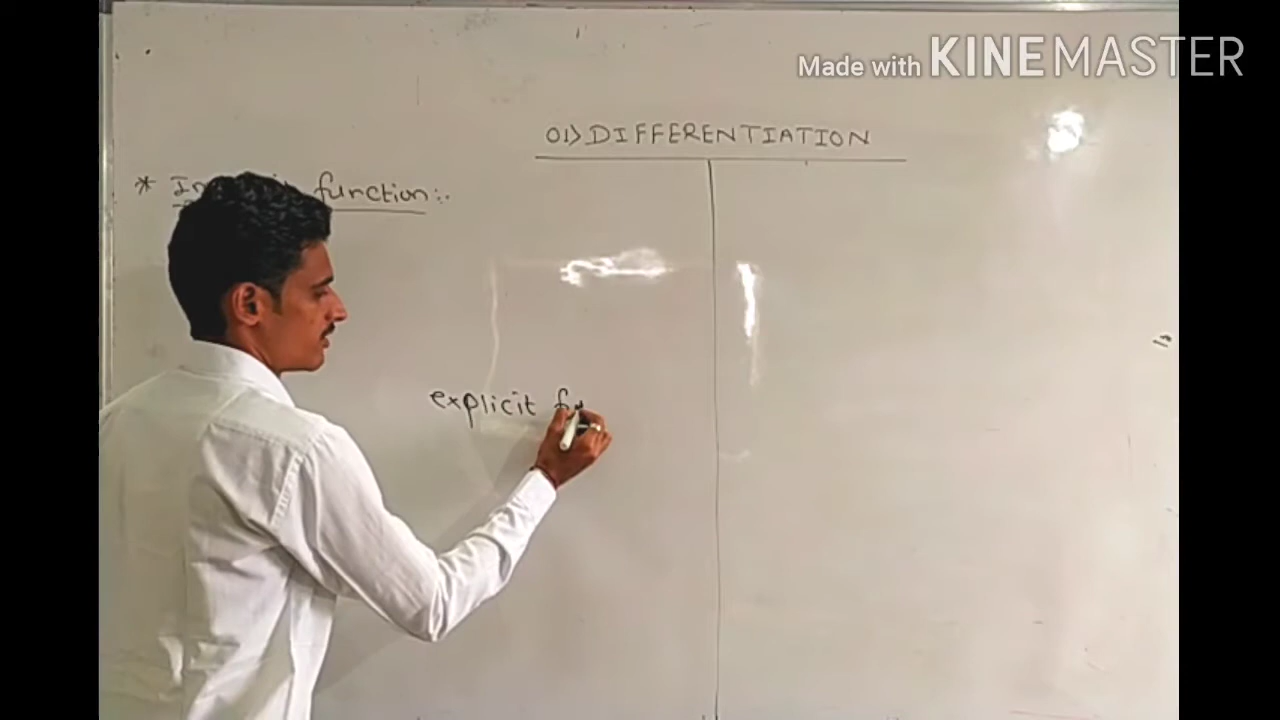 Made with KINEMASTER
01) DIFFERENTIATION
* function :-
explicit